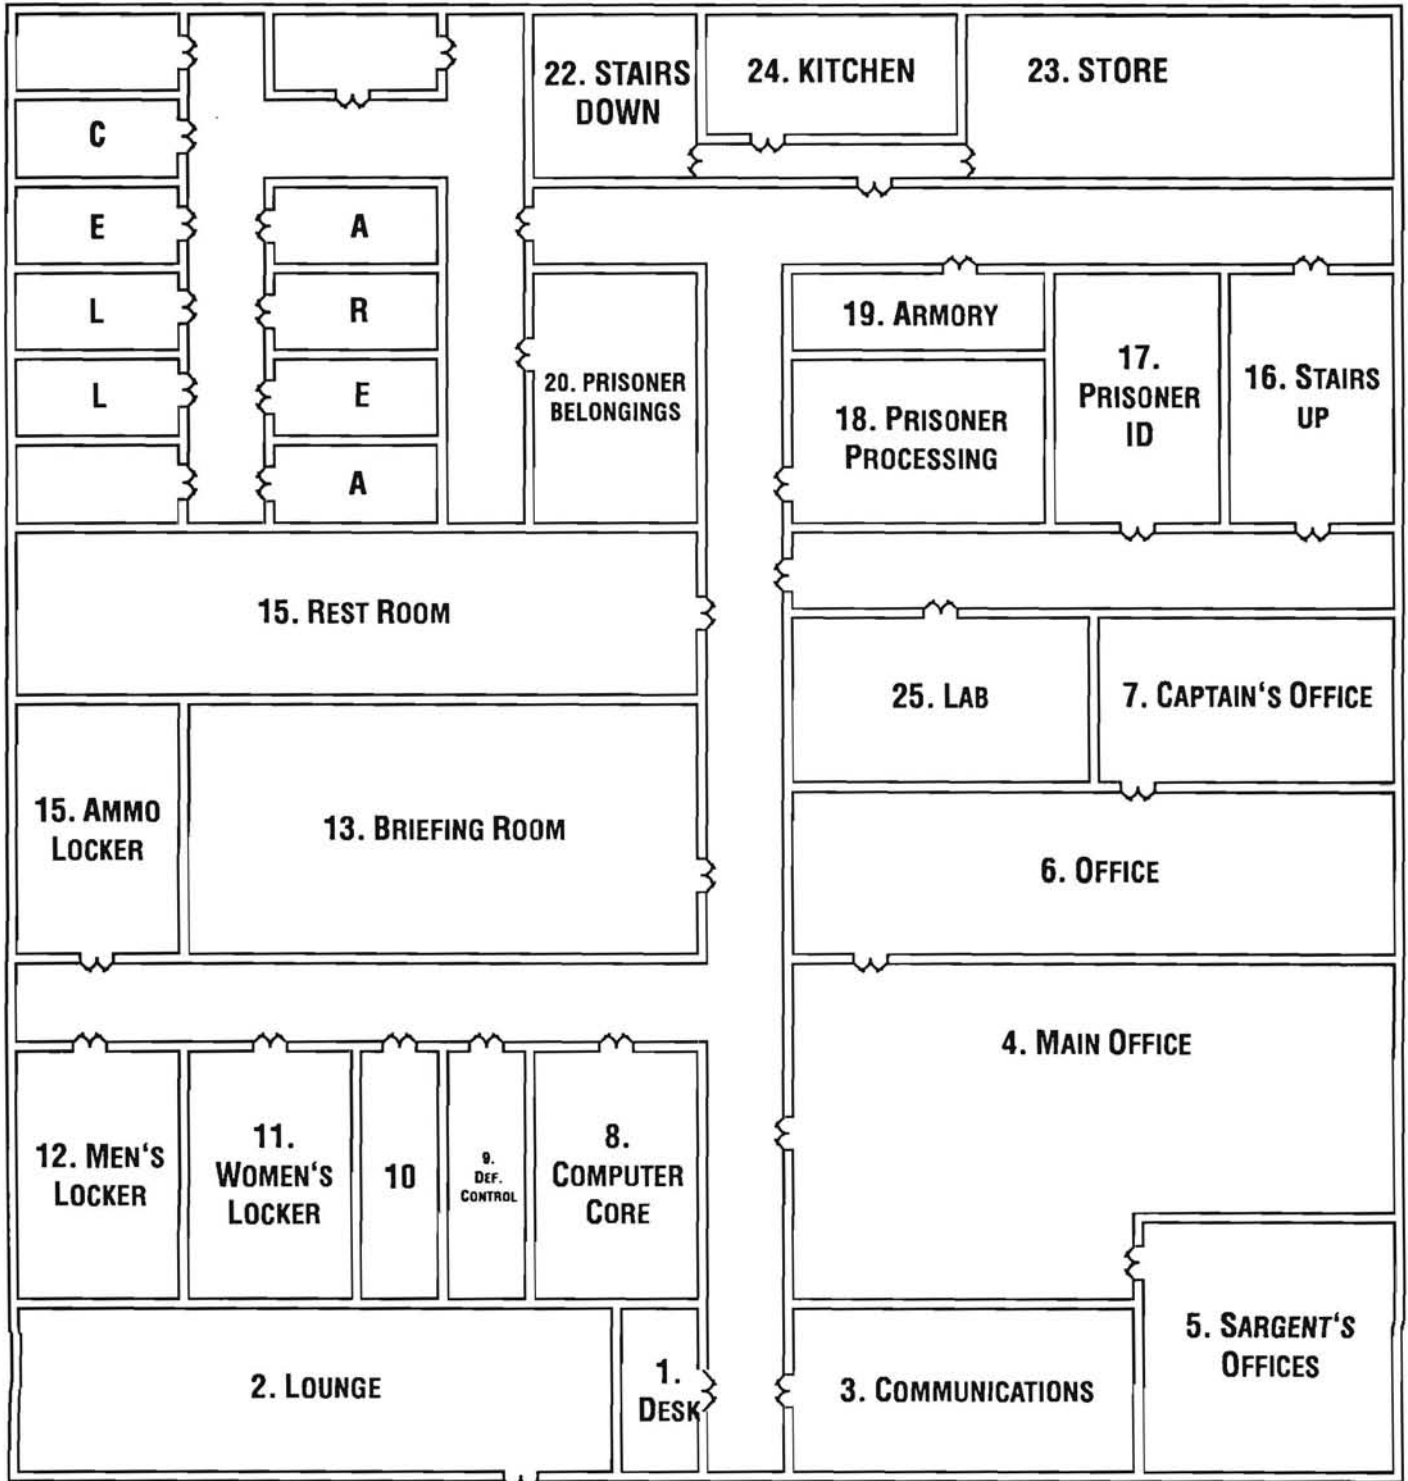 22. STAIRS
DOWN
24. KITCHEN
23. STORE
C
E
A
L
R
L
E
A
19. ARMORY
17.
PRISONER
ID
16. STAIRS
UP
20. PRISONER
BELONGINGS
18. PRISONER
PROCESSING
15. REST ROOM
25. LAB
7. CAPTAIN'S OFFICE
15. AMMO
LOCKER
13. BRIEFING ROOM
6. OFFICE
4. MAIN OFFICE
12. MEN'S
LOCKER
11.
WOMEN'S
LOCKER
10
9.
DEF.
CONTROL
8.
COMPUTER
CORE
2. LOUNGE
1.
DESK
3. COMMUNICATIONS
5. SARGENT'S
OFFICES